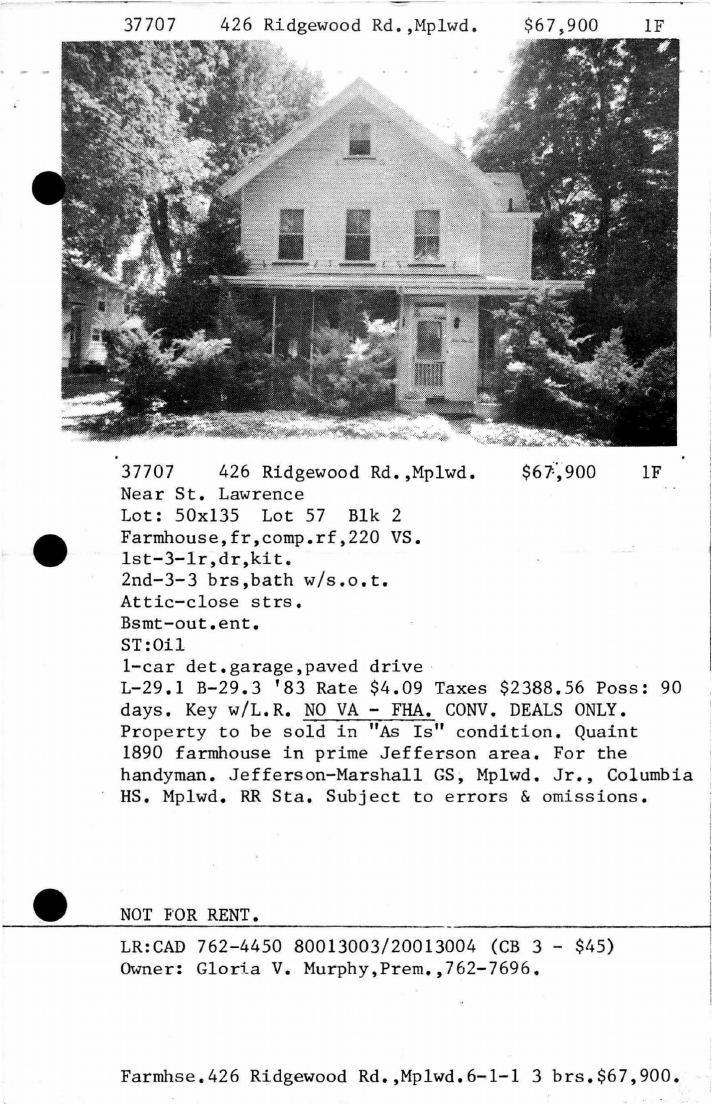 37707 426 Ridgewood Rd.,Mplwd. $67,900 1F
37707 426 Ridgewood Rd.,Mplwd. $67,900 1F
Near St. Lawrence
Lot: 50x135 Lot 57 Blk 2
Farmhouse,fr,comp.rf,220 VS.
1st-3-lr,dr,kit.
2nd-3-3 brs,bath w/s.o.t.
Attic-close strs.
Bsmt-out.ent.
ST:Oil
1-car det.garage,paved drive
L-29.1 B-29.3 '83 Rate $4.09 Taxes $2388.56 Poss: 90
days. Key w/L.R. NO VA - FHA. CONV. DEALS ONLY.
Property to be sold in "As Is" condition. Quaint
1890 farmhouse in prime Jefferson area. For the
handyman. Jefferson-Marshall GS, Mplwd. Jr., Columbia
HS. Mplwd. RR Sta. Subject to errors & omissions.
NOT FOR RENT.
LR:CAD 762-4450 80013003/20013004 (CB 3 - $45)
Owner: Gloria V. Murphy,Prem.,762-7696.
Farmhse.426 Ridgewood Rd.,Mplwd.6-1-1 3 brs.$67,900.